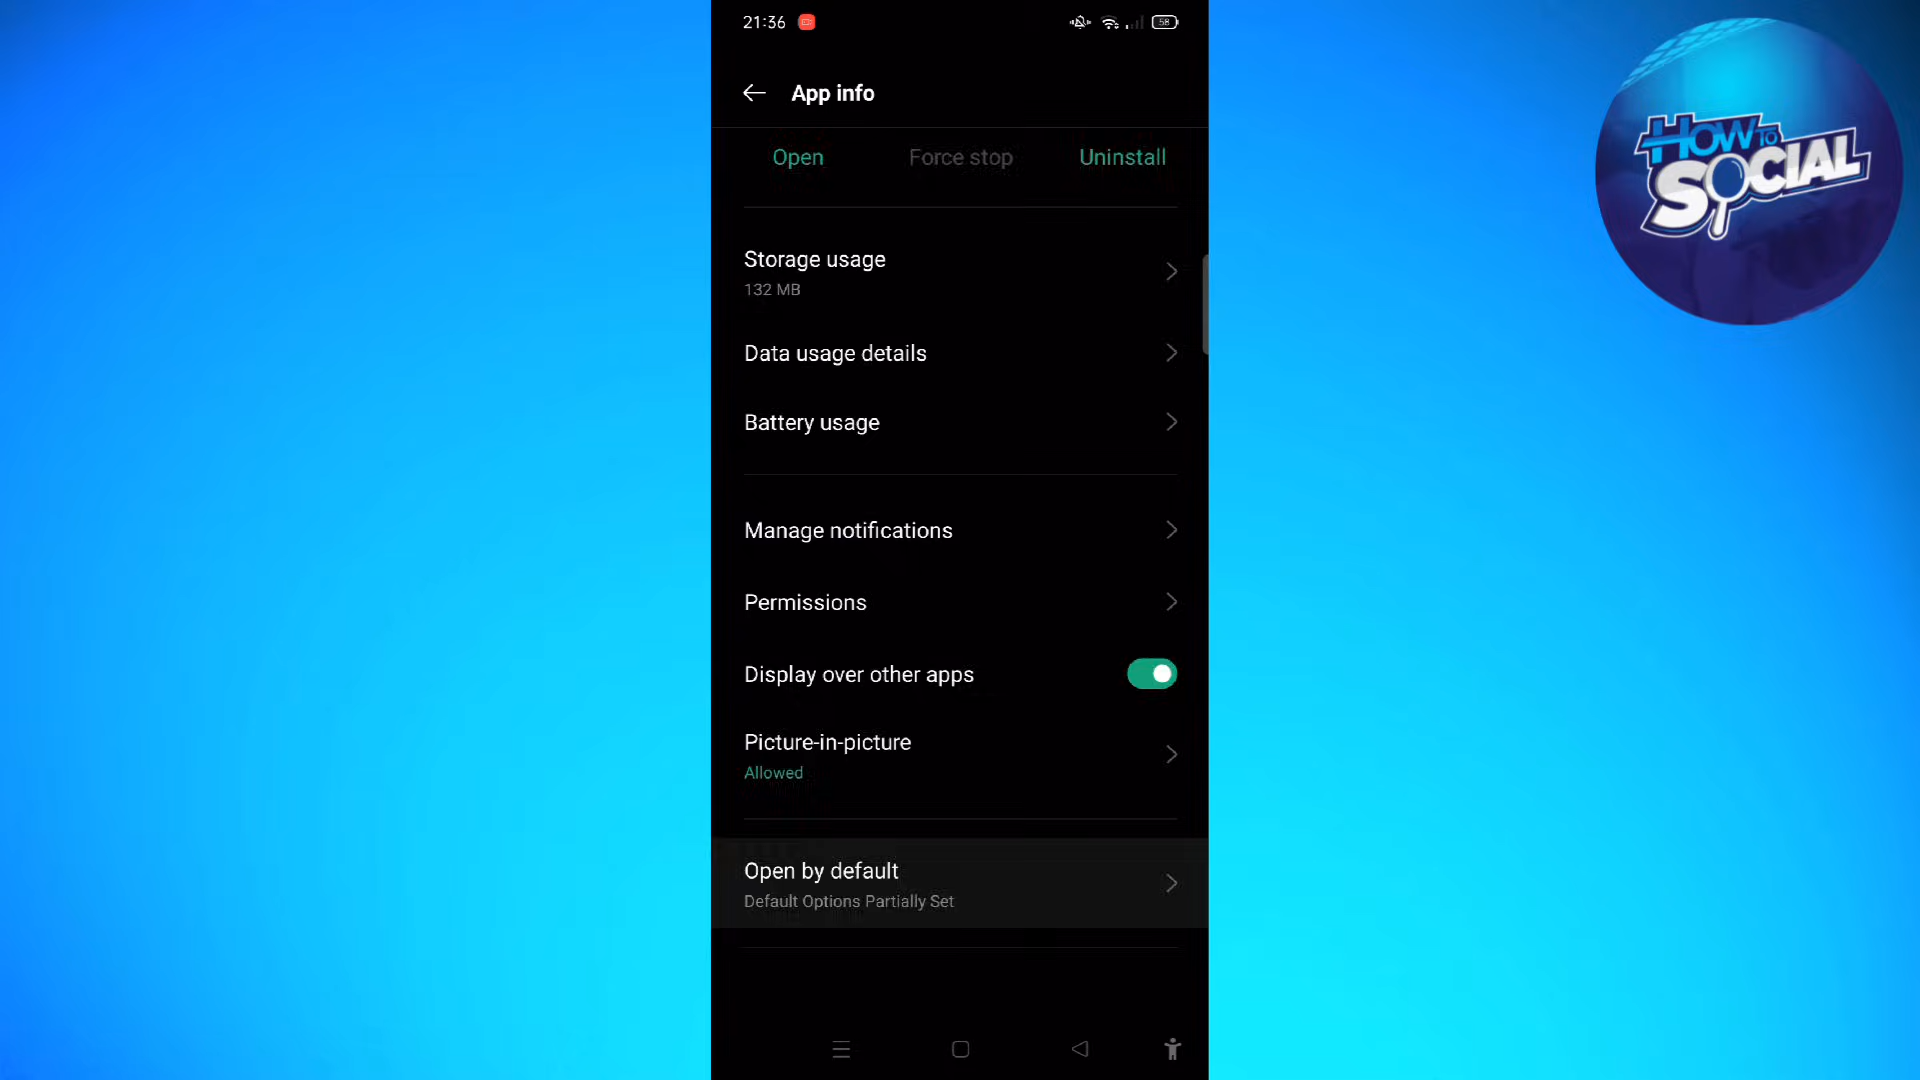 21:36
58
App info
Open
Force stop
Uninstall
Storage usage
132 MB
Data usage details
Battery usage
Manage notifications
Permissions
Display over other apps
Picture-in-picture
Allowed
Open by default
Default Options Partially Set
HOW TO
SOCIAL